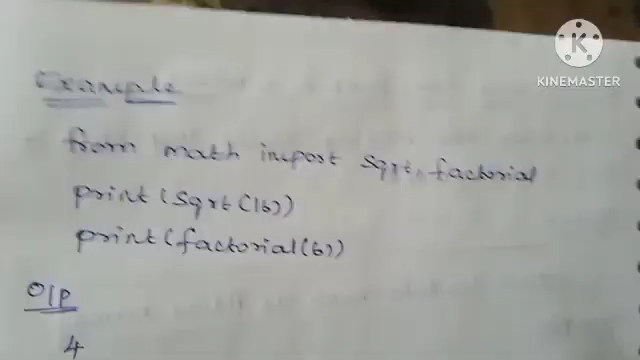 KINEMASTER
Example
from math import sqrt, factorial
print(sqrt(16))
print(factorial(6))
O/P
4